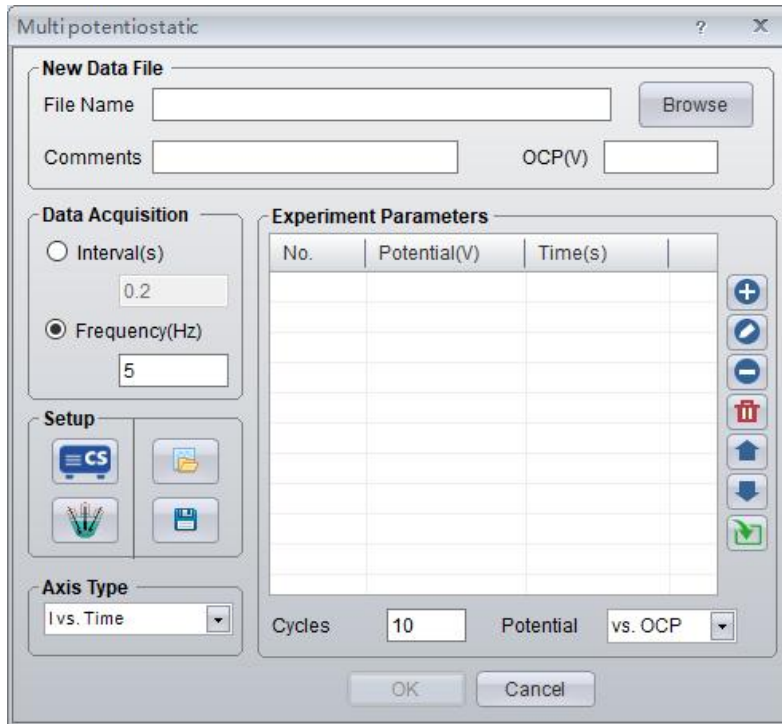 Multi potentiostatic ? X
New Data File
File Name Browse
Comments OCP(V)
Data Acquisition
Interval(s)
0.2
Frequency(Hz)
5
Setup
CS
Axis Type
I vs. Time
Experiment Parameters
No. Potential(V) Time(s)
Cycles 10 Potential vs. OCP
OK Cancel